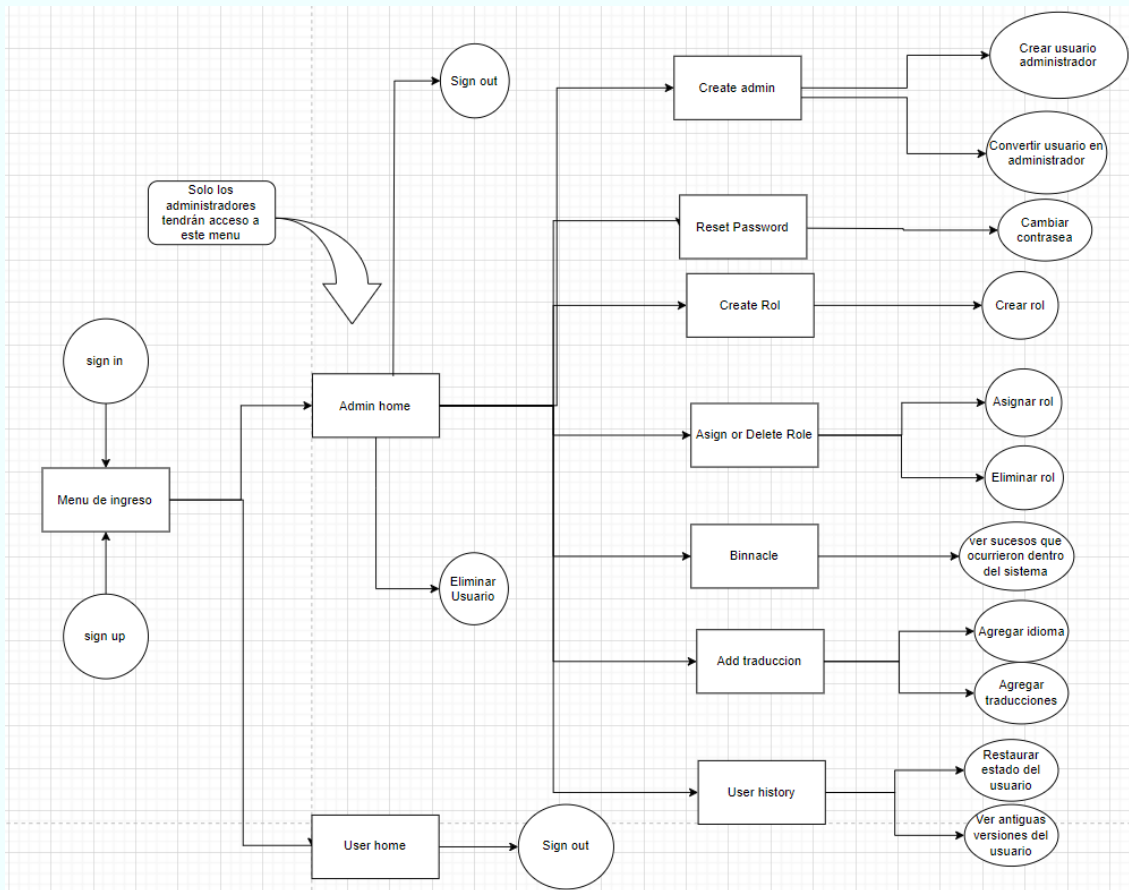 Sign out
Create admin
Crear usuario
administrador
Convertir usuario en
administrador
Solo los
administradores
tendrán acceso a
este menu
Reset Password
Cambiar
contrasea
Create Rol
Crear rol
sign in
Admin home
Asign or Delete Role
Asignar rol
Eliminar rol
Menu de ingreso
Binnacle
ver sucesos que
ocurrieron dentro
del sistema
Eliminar
Usuario
sign up
Add traduccion
Agregar idioma
Agregar
traducciones
User history
Restaurar
estado del
usuario
Ver antiguas
versiones del
usuario
User home
Sign out